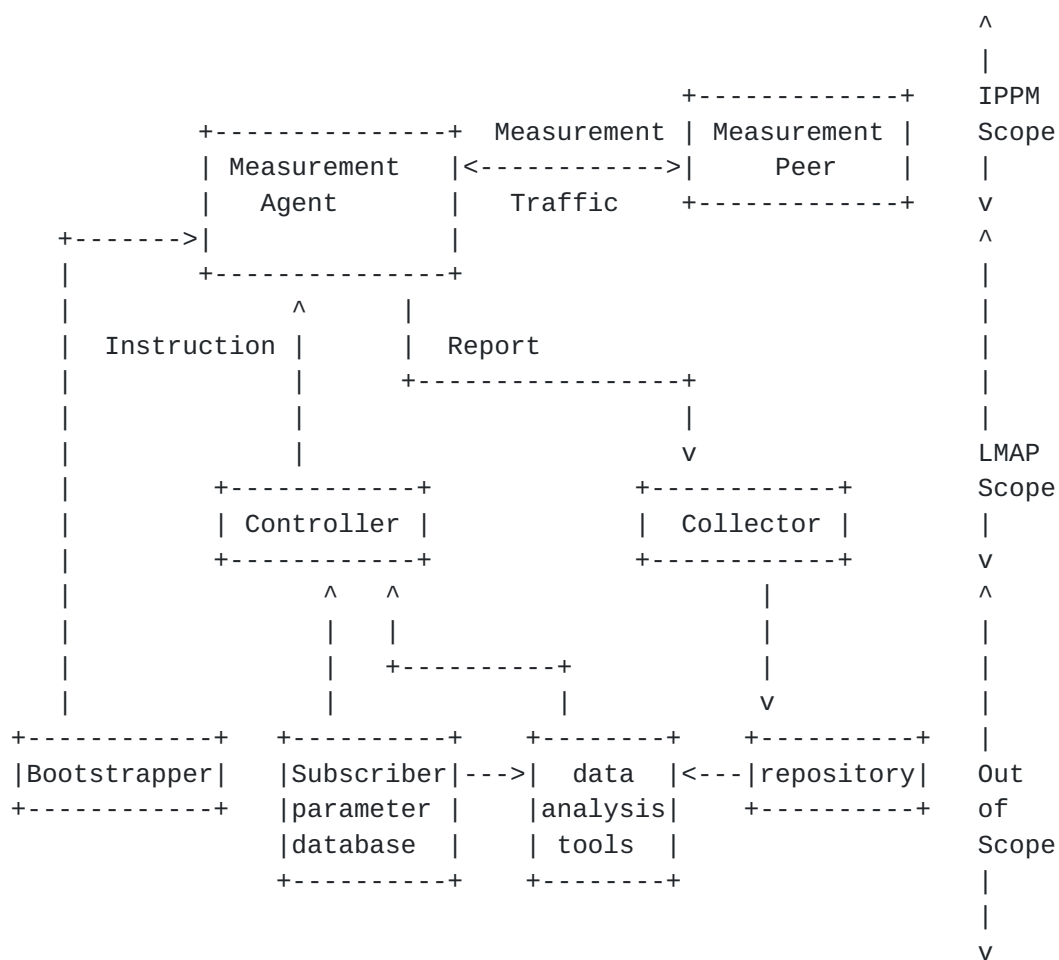 IPPM
Measurement Measurement Scope
Measurement Peer
Agent Traffic
Instruction Report
LMAP
Scope
Controller Collector
Bootstrapper Subscriber data repository Out
parameter analysis of
database tools Scope